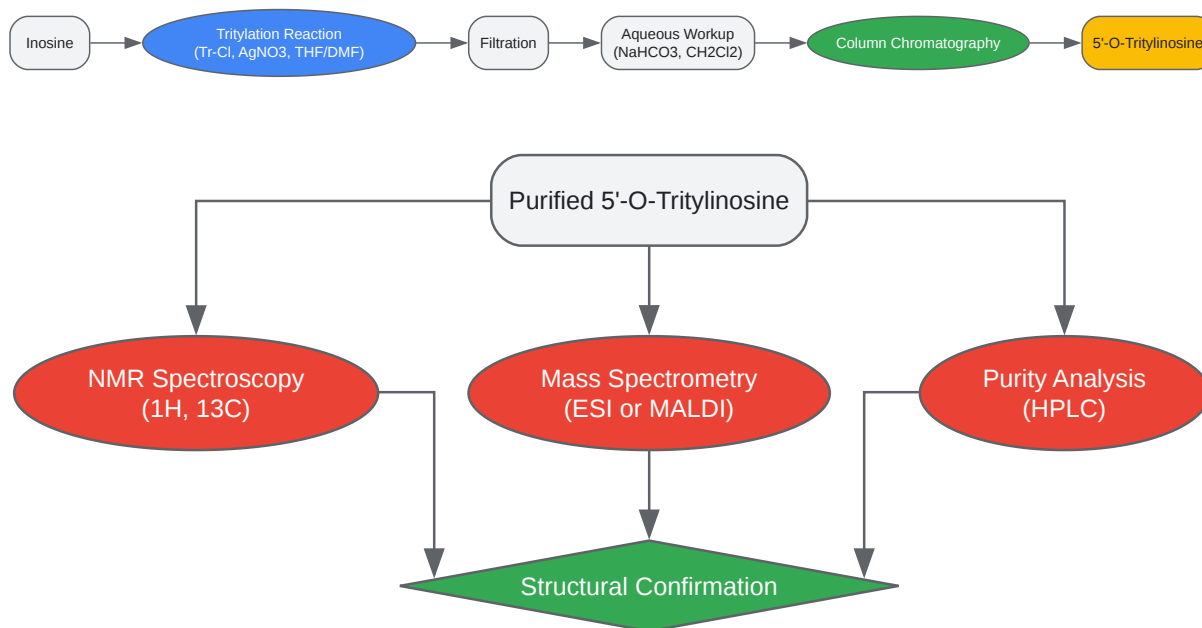 Inosine
Tritylation Reaction
(Tr-Cl, AgNO3, THF/DMF)
Filtration
Aqueous Workup
(NaHCO3, CH2Cl2)
Column Chromatography
5'-O-Tritylinosine
Purified 5'-O-Tritylinosine
NMR Spectroscopy
(1H, 13C)
Mass Spectrometry
(ESI or MALDI)
Purity Analysis
(HPLC)
Structural Confirmation